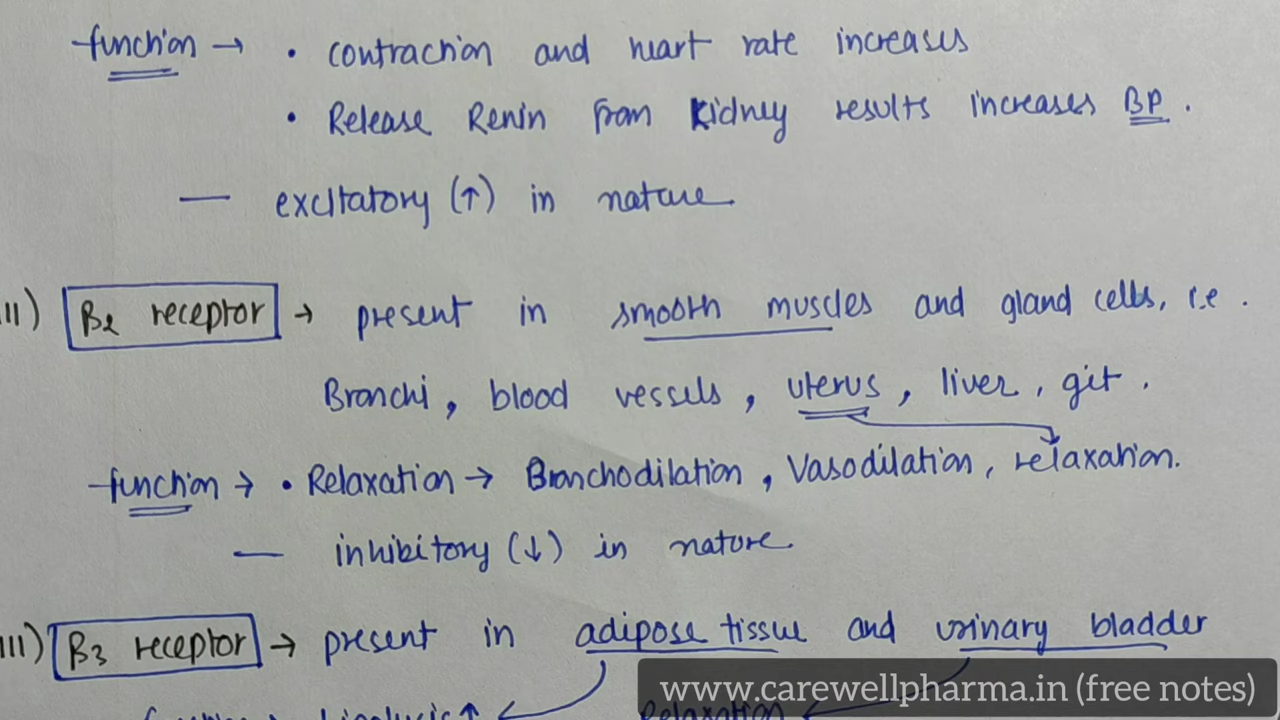 function → • contraction and heart rate increases
• Release Renin from Kidney results increases BP.
— excitatory (↑) in nature
II) β2 receptor → present in smooth muscles and gland cells, i.e.
Bronchi, blood vessels, uterus, liver, git.
function → • Relaxation → Bronchodilation, Vasodilation, relaxation.
— inhibitory (↓) in nature
III) β3 receptor → present in adipose tissue and urinary bladder
Lipolysis ↑ Relaxation
www.carewellpharma.in (free notes)